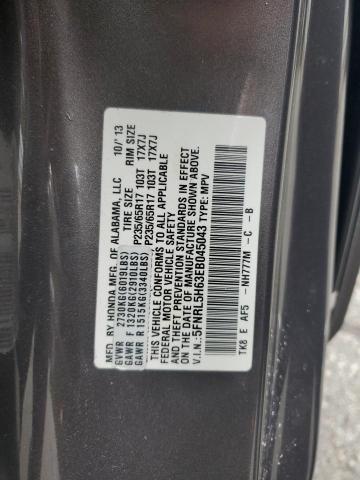 MFD. BY HONDA MFG. OF ALABAMA, LLC 10/ 13
GVWR 2730KG(6019LBS) TIRE SIZE RIM SIZE
GAWR F 1320KG(2910LBS) P235/65R17 103T 17X7J
GAWR R 1515KG(3340LBS) P235/65R17 103T 17X7J
THIS VEHICLE CONFORMS TO ALL APPLICABLE
FEDERAL MOTOR VEHICLE SAFETY, BUMPER,
AND THEFT PREVENTION STANDARDS IN EFFECT
ON THE DATE OF MANUFACTURE SHOWN ABOVE.
V.I.N.:5FNRL5H63EB045043 TYPE: MPV
TK8 E AF5 -NH777M -C -B